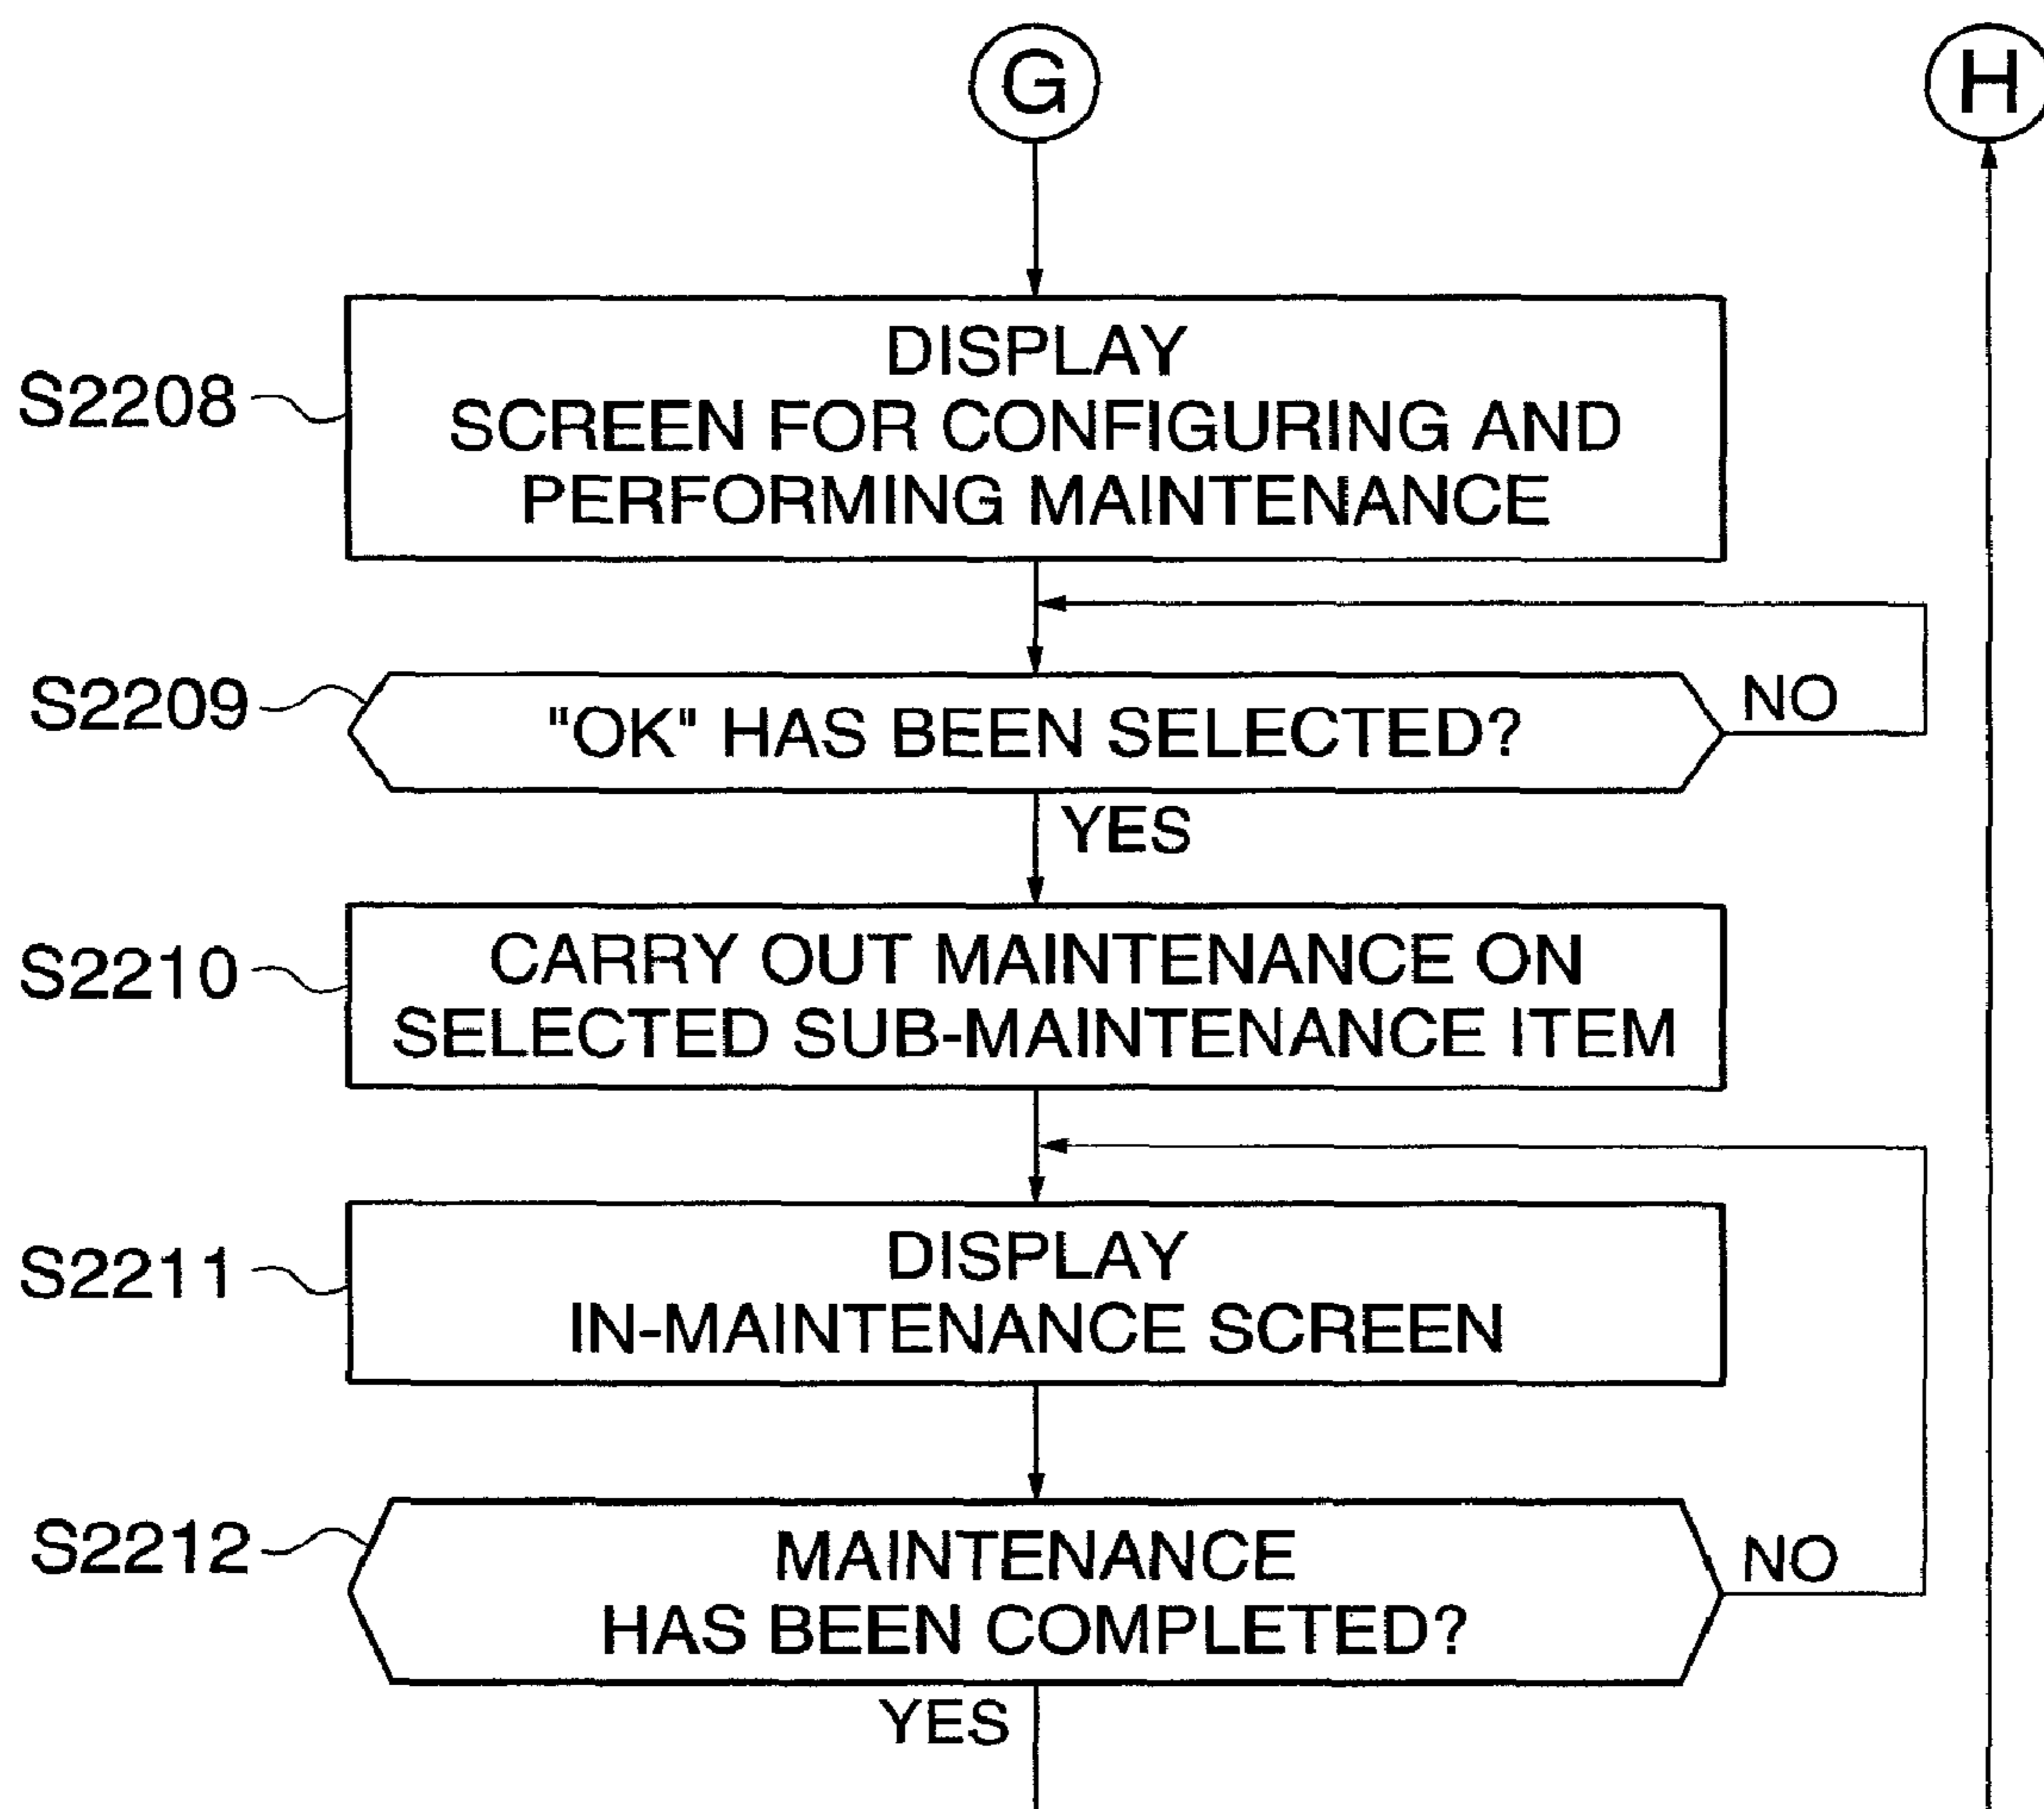 G
H
S2208
DISPLAY
SCREEN FOR CONFIGURING AND
PERFORMING MAINTENANCE
S2209
"OK" HAS BEEN SELECTED?
NO
YES
S2210
CARRY OUT MAINTENANCE ON
SELECTED SUB-MAINTENANCE ITEM
S2211
DISPLAY
IN-MAINTENANCE SCREEN
S2212
MAINTENANCE
HAS BEEN COMPLETED?
NO
YES